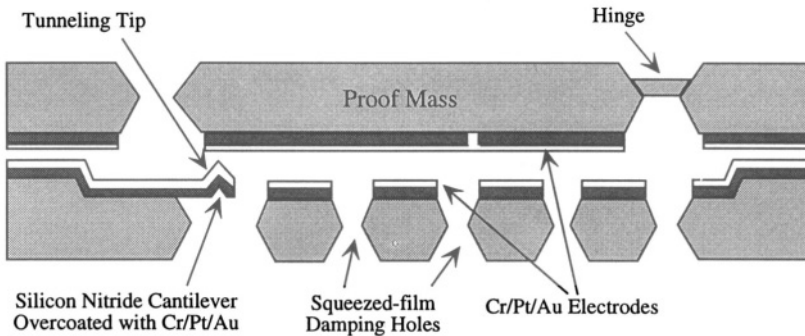 Tunneling Tip
Hinge
Proof Mass
Silicon Nitride Cantilever
Overcoated with Cr/Pt/Au
Squeezed-film
Damping Holes
Cr/Pt/Au Electrodes